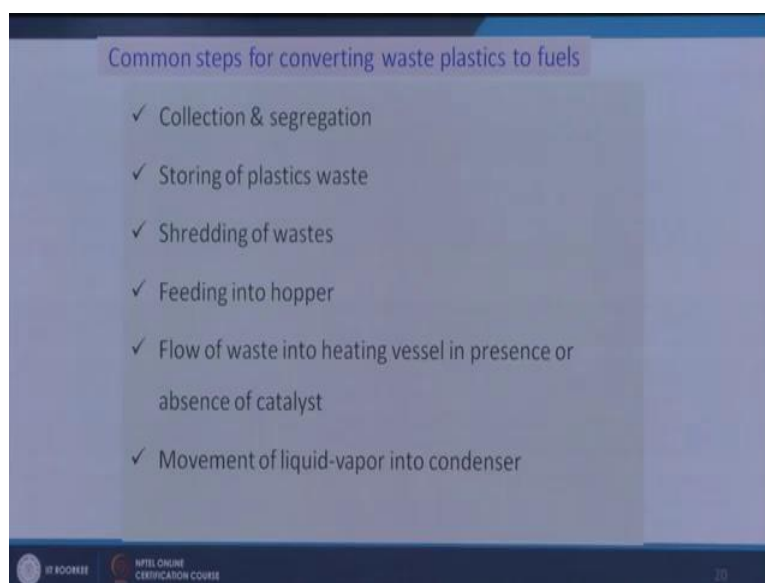 Common steps for converting waste plastics to fuels
✓ Collection & segregation
✓ Storing of plastics waste
✓ Shredding of wastes
✓ Feeding into hopper
✓ Flow of waste into heating vessel in presence or
absence of catalyst
✓ Movement of liquid-vapor into condenser
IIT ROORKEE
NPTEL ONLINE
CERTIFICATION COURSE
20